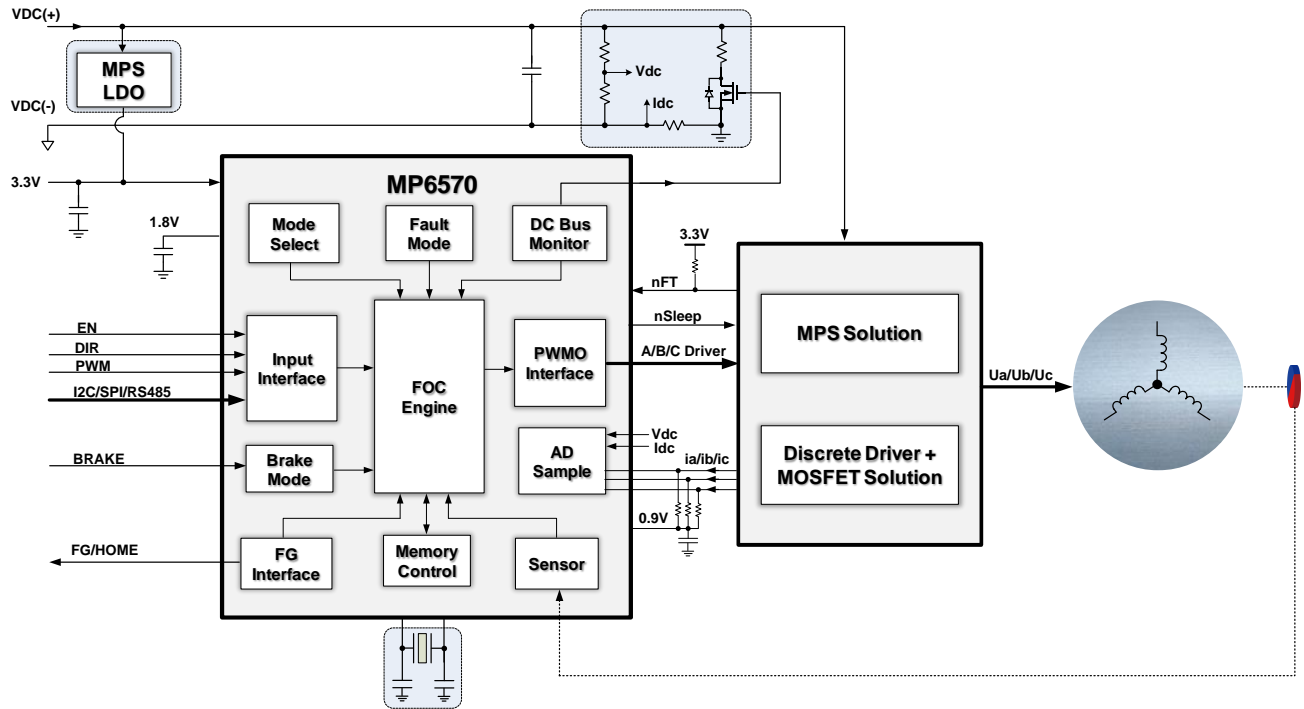 VDC(+)
MPS
LDO
Vdc
VDC(-)
Idc
3.3V
MP6570
1.8V
Mode
Select
Fault
Mode
DC Bus
Monitor
3.3V
nFT
nSleep
MPS Solution
EN
DIR
PWM
I2C/SPI/RS485
Input
Interface
FOC
Engine
PWMO
Interface
A/B/C Driver
Ua/Ub/Uc
Vdc
Idc
AD
Sample
ia/ib/ic
Discrete Driver +
MOSFET Solution
BRAKE
Brake
Mode
0.9V
FG/HOME
FG
Interface
Memory
Control
Sensor